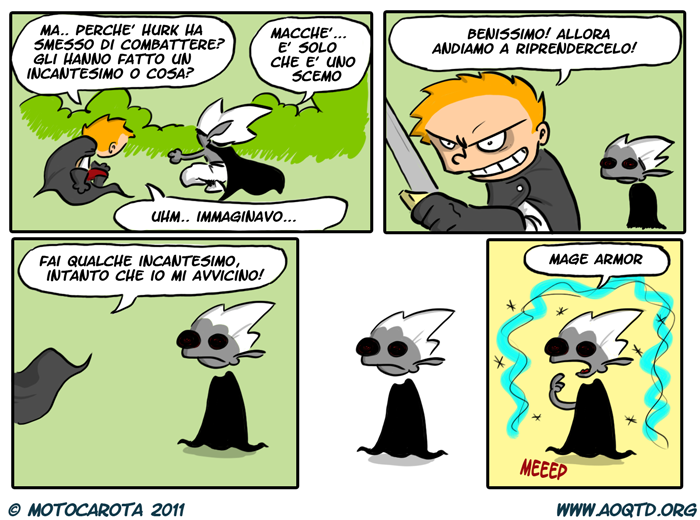 MA.. PERCHE' HURK HA
SMESSO DI COMBATTERE?
GLI HANNO FATTO UN
INCANTESIMO O COSA?
MACCHE'...
E' SOLO
CHE E' UNO
SCEMO
UHM.. IMMAGINAVO...
BENISSIMO! ALLORA
ANDIAMO A RIPRENDERCELO!
FAI QUALCHE INCANTESIMO,
INTANTO CHE IO MI AVVICINO!
MAGE ARMOR
MEEEP
© MOTOCAROTA 2011
WWW.AOQTD.ORG